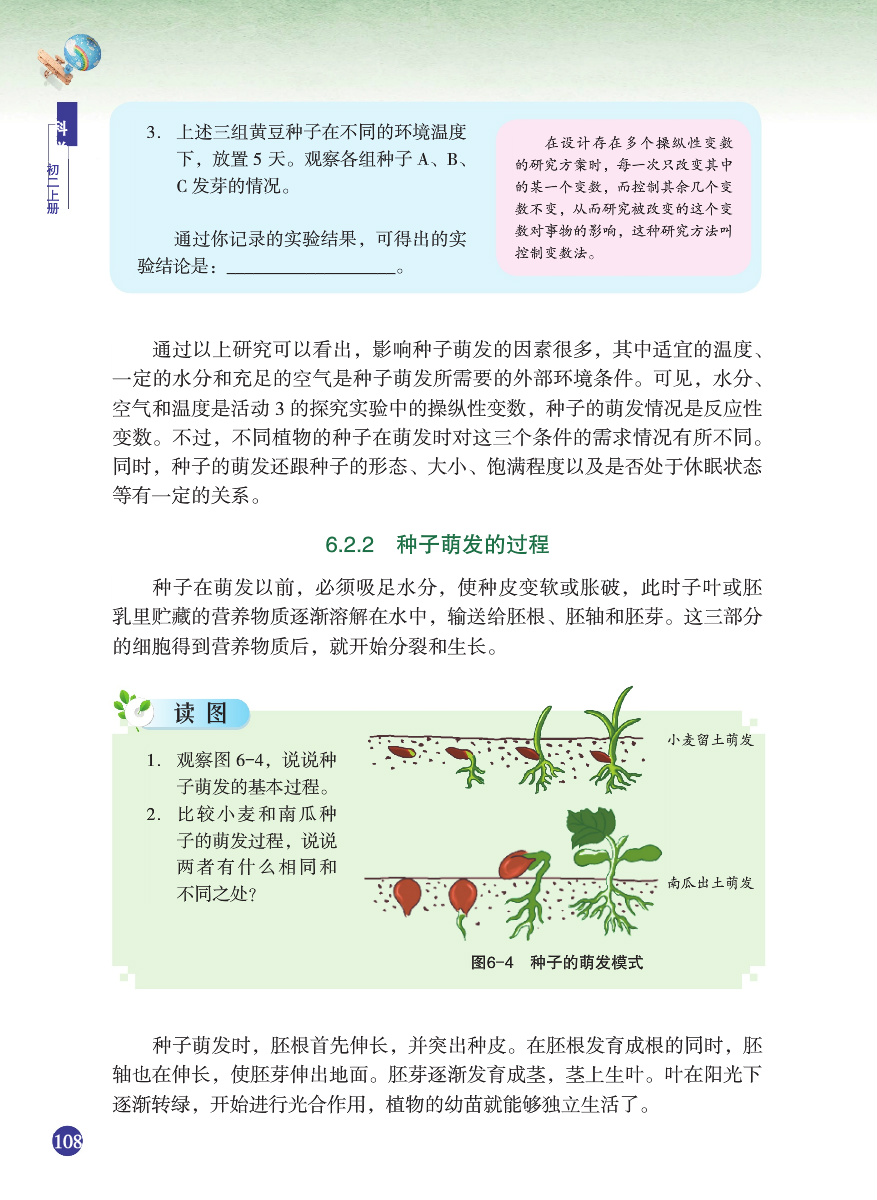 科
初二上册
3. 上述三组黄豆种子在不同的环境温度
下，放置 5 天。观察各组种子 A、B、
C 发芽的情况。
通过你记录的实验结果，可得出的实
验结论是：____________________。
在设计存在多个操纵性变数
的研究方案时，每一次只改变其中
的某一个变数，而控制其余几个变
数不变，从而研究被改变的这个变
数对事物的影响，这种研究方法叫
控制变数法。
通过以上研究可以看出，影响种子萌发的因素很多，其中适宜的温度、
一定的水分和充足的空气是种子萌发所需要的外部环境条件。可见，水分、
空气和温度是活动 3 的探究实验中的操纵性变数，种子的萌发情况是反应性
变数。不过，不同植物的种子在萌发时对这三个条件的需求情况有所不同。
同时，种子的萌发还跟种子的形态、大小、饱满程度以及是否处于休眠状态
等有一定的关系。
6.2.2 种子萌发的过程
种子在萌发以前，必须吸足水分，使种皮变软或胀破，此时子叶或胚
乳里贮藏的营养物质逐渐溶解在水中，输送给胚根、胚轴和胚芽。这三部分
的细胞得到营养物质后，就开始分裂和生长。
读 图
1. 观察图 6-4，说说种
子萌发的基本过程。
2. 比较小麦和南瓜种
子的萌发过程，说说
两者有什么相同和
不同之处？
小麦留土萌发
南瓜出土萌发
图6-4 种子的萌发模式
种子萌发时，胚根首先伸长，并突出种皮。在胚根发育成根的同时，胚
轴也在伸长，使胚芽伸出地面。胚芽逐渐发育成茎，茎上生叶。叶在阳光下
逐渐转绿，开始进行光合作用，植物的幼苗就能够独立生活了。
108